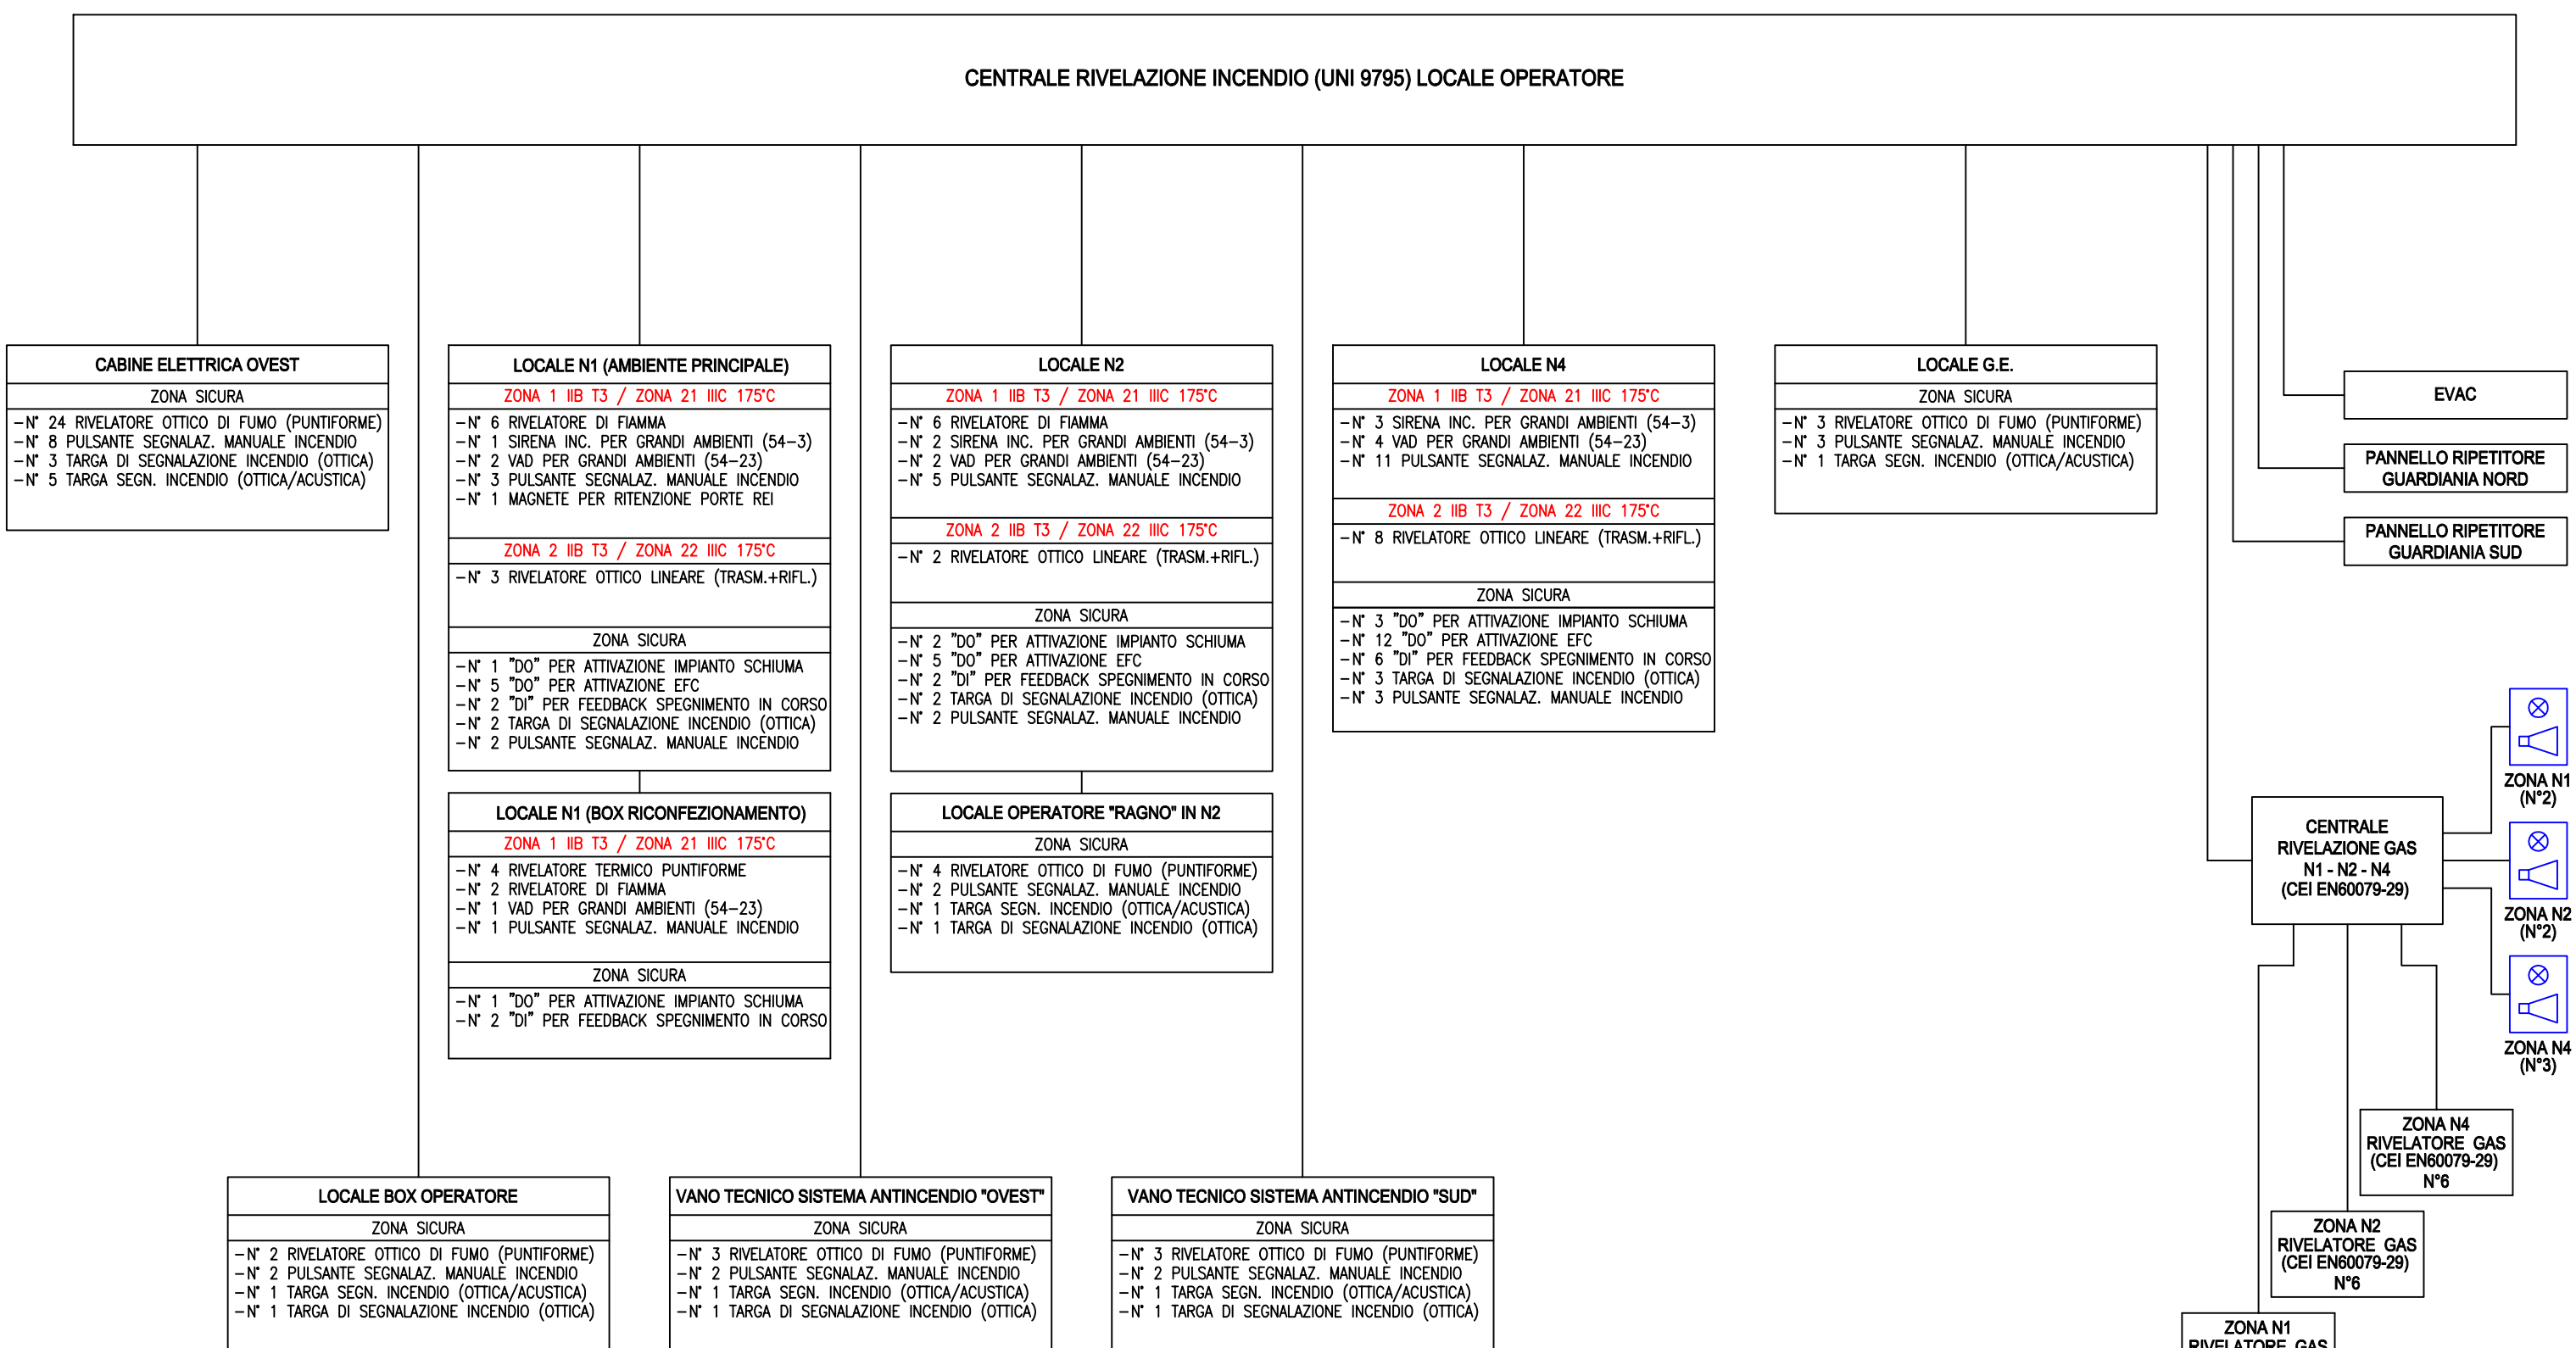 CENTRALE RIVELAZIONE INCENDIO (UNI 9795) LOCALE OPERATORE
CABINE ELETTRICA OVEST
ZONA SICURA
–N° 24 RIVELATORE OTTICO DI FUMO (PUNTIFORME)
–N° 8 PULSANTE SEGNALAZ. MANUALE INCENDIO
–N° 3 TARGA DI SEGNALAZIONE INCENDIO (OTTICA)
–N° 5 TARGA SEGN. INCENDIO (OTTICA/ACUSTICA)
LOCALE N1 (AMBIENTE PRINCIPALE)
ZONA 1 IIB T3 / ZONA 21 IIIC 175°C
–N° 6 RIVELATORE DI FIAMMA
–N° 1 SIRENA INC. PER GRANDI AMBIENTI (54–3)
–N° 2 VAD PER GRANDI AMBIENTI (54–23)
–N° 3 PULSANTE SEGNALAZ. MANUALE INCENDIO
–N° 1 MAGNETE PER RITENZIONE PORTE REI
ZONA 2 IIB T3 / ZONA 22 IIIC 175°C
–N° 3 RIVELATORE OTTICO LINEARE (TRASM.+RIFL.)
ZONA SICURA
–N° 1 "DO" PER ATTIVAZIONE IMPIANTO SCHIUMA
–N° 5 "DO" PER ATTIVAZIONE EFC
–N° 2 "DI" PER FEEDBACK SPEGNIMENTO IN CORSO
–N° 2 TARGA DI SEGNALAZIONE INCENDIO (OTTICA)
–N° 2 PULSANTE SEGNALAZ. MANUALE INCENDIO
LOCALE N1 (BOX RICONFEZIONAMENTO)
ZONA 1 IIB T3 / ZONA 21 IIIC 175°C
–N° 4 RIVELATORE TERMICO PUNTIFORME
–N° 2 RIVELATORE DI FIAMMA
–N° 1 VAD PER GRANDI AMBIENTI (54–23)
–N° 1 PULSANTE SEGNALAZ. MANUALE INCENDIO
ZONA SICURA
–N° 1 "DO" PER ATTIVAZIONE IMPIANTO SCHIUMA
–N° 2 "DI" PER FEEDBACK SPEGNIMENTO IN CORSO
LOCALE N2
ZONA 1 IIB T3 / ZONA 21 IIIC 175°C
–N° 6 RIVELATORE DI FIAMMA
–N° 2 SIRENA INC. PER GRANDI AMBIENTI (54–3)
–N° 2 VAD PER GRANDI AMBIENTI (54–23)
–N° 5 PULSANTE SEGNALAZ. MANUALE INCENDIO
ZONA 2 IIB T3 / ZONA 22 IIIC 175°C
–N° 2 RIVELATORE OTTICO LINEARE (TRASM.+RIFL.)
ZONA SICURA
–N° 2 "DO" PER ATTIVAZIONE IMPIANTO SCHIUMA
–N° 5 "DO" PER ATTIVAZIONE EFC
–N° 2 "DI" PER FEEDBACK SPEGNIMENTO IN CORSO
–N° 2 TARGA DI SEGNALAZIONE INCENDIO (OTTICA)
–N° 2 PULSANTE SEGNALAZ. MANUALE INCENDIO
LOCALE OPERATORE "RAGNO" IN N2
ZONA SICURA
–N° 4 RIVELATORE OTTICO DI FUMO (PUNTIFORME)
–N° 2 PULSANTE SEGNALAZ. MANUALE INCENDIO
–N° 1 TARGA SEGN. INCENDIO (OTTICA/ACUSTICA)
–N° 1 TARGA DI SEGNALAZIONE INCENDIO (OTTICA)
LOCALE N4
ZONA 1 IIB T3 / ZONA 21 IIIC 175°C
–N° 3 SIRENA INC. PER GRANDI AMBIENTI (54–3)
–N° 4 VAD PER GRANDI AMBIENTI (54–23)
–N° 11 PULSANTE SEGNALAZ. MANUALE INCENDIO
ZONA 2 IIB T3 / ZONA 22 IIIC 175°C
–N° 8 RIVELATORE OTTICO LINEARE (TRASM.+RIFL.)
ZONA SICURA
–N° 3 "DO" PER ATTIVAZIONE IMPIANTO SCHIUMA
–N° 12 "DO" PER ATTIVAZIONE EFC
–N° 6 "DI" PER FEEDBACK SPEGNIMENTO IN CORSO
–N° 3 TARGA DI SEGNALAZIONE INCENDIO (OTTICA)
–N° 3 PULSANTE SEGNALAZ. MANUALE INCENDIO
LOCALE G.E.
ZONA SICURA
–N° 3 RIVELATORE OTTICO DI FUMO (PUNTIFORME)
–N° 3 PULSANTE SEGNALAZ. MANUALE INCENDIO
–N° 1 TARGA SEGN. INCENDIO (OTTICA/ACUSTICA)
EVAC
PANNELLO RIPETITORE
GUARDIANIA NORD
PANNELLO RIPETITORE
GUARDIANIA SUD
CENTRALE
RIVELAZIONE GAS
N1 - N2 - N4
(CEI EN60079-29)
ZONA N1
(N°2)
ZONA N2
(N°2)
ZONA N4
(N°3)
ZONA N4
RIVELATORE GAS
(CEI EN60079-29)
N°6
ZONA N2
RIVELATORE GAS
(CEI EN60079-29)
N°6
ZONA N1
RIVELATORE GAS
LOCALE BOX OPERATORE
ZONA SICURA
–N° 2 RIVELATORE OTTICO DI FUMO (PUNTIFORME)
–N° 2 PULSANTE SEGNALAZ. MANUALE INCENDIO
–N° 1 TARGA SEGN. INCENDIO (OTTICA/ACUSTICA)
–N° 1 TARGA DI SEGNALAZIONE INCENDIO (OTTICA)
VANO TECNICO SISTEMA ANTINCENDIO "OVEST"
ZONA SICURA
–N° 3 RIVELATORE OTTICO DI FUMO (PUNTIFORME)
–N° 2 PULSANTE SEGNALAZ. MANUALE INCENDIO
–N° 1 TARGA SEGN. INCENDIO (OTTICA/ACUSTICA)
–N° 1 TARGA DI SEGNALAZIONE INCENDIO (OTTICA)
VANO TECNICO SISTEMA ANTINCENDIO "SUD"
ZONA SICURA
–N° 3 RIVELATORE OTTICO DI FUMO (PUNTIFORME)
–N° 2 PULSANTE SEGNALAZ. MANUALE INCENDIO
–N° 1 TARGA SEGN. INCENDIO (OTTICA/ACUSTICA)
–N° 1 TARGA DI SEGNALAZIONE INCENDIO (OTTICA)